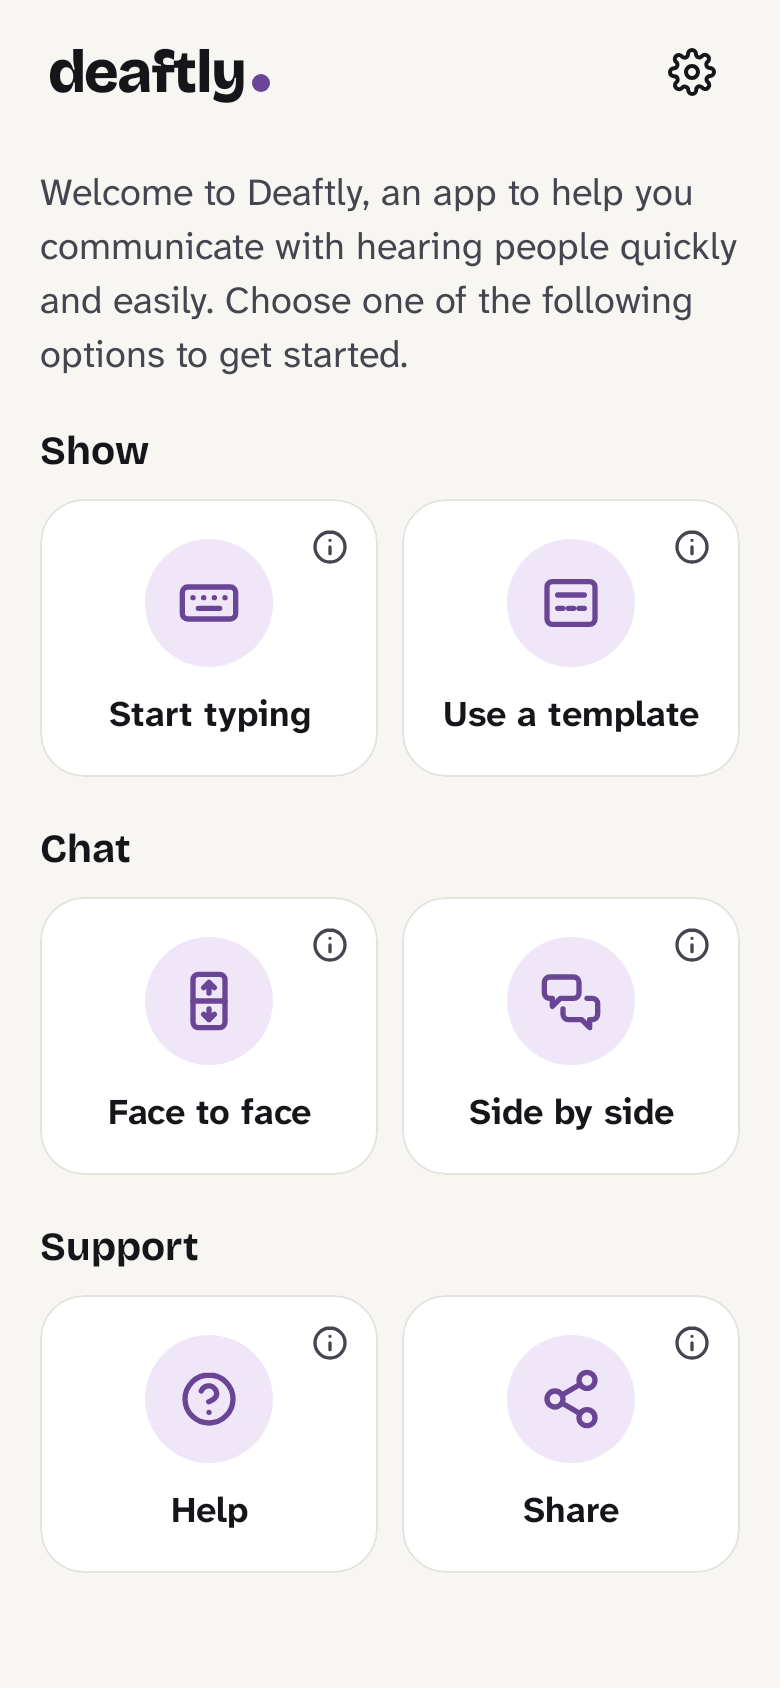 deaftly.
Welcome to Deaftly, an app to help you
communicate with hearing people quickly
and easily. Choose one of the following
options to get started.
Show
Start typing
Use a template
Chat
Face to face
Side by side
Support
Help
Share